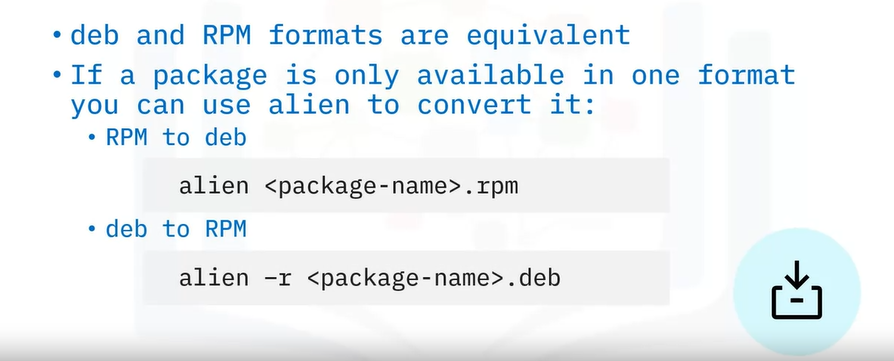 • deb and RPM formats are equivalent
• If a package is only available in one format
you can use alien to convert it:
• RPM to deb
alien <package-name>.rpm
• deb to RPM
alien –r <package-name>.deb